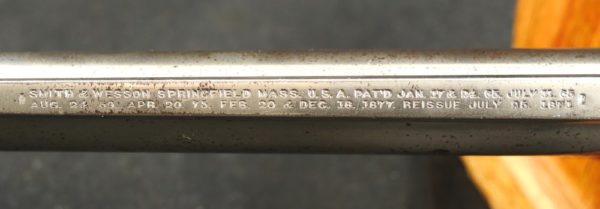 SMITH & WESSON SPRINGFIELD MASS. U.S.A. PAT'D JAN. 17 & 24. 65. JULY 11. 65
AUG. 24. 69. APR. 20 75. FEB. 20 & DEC. 18, 1877. REISSUE JULY 25. 1871